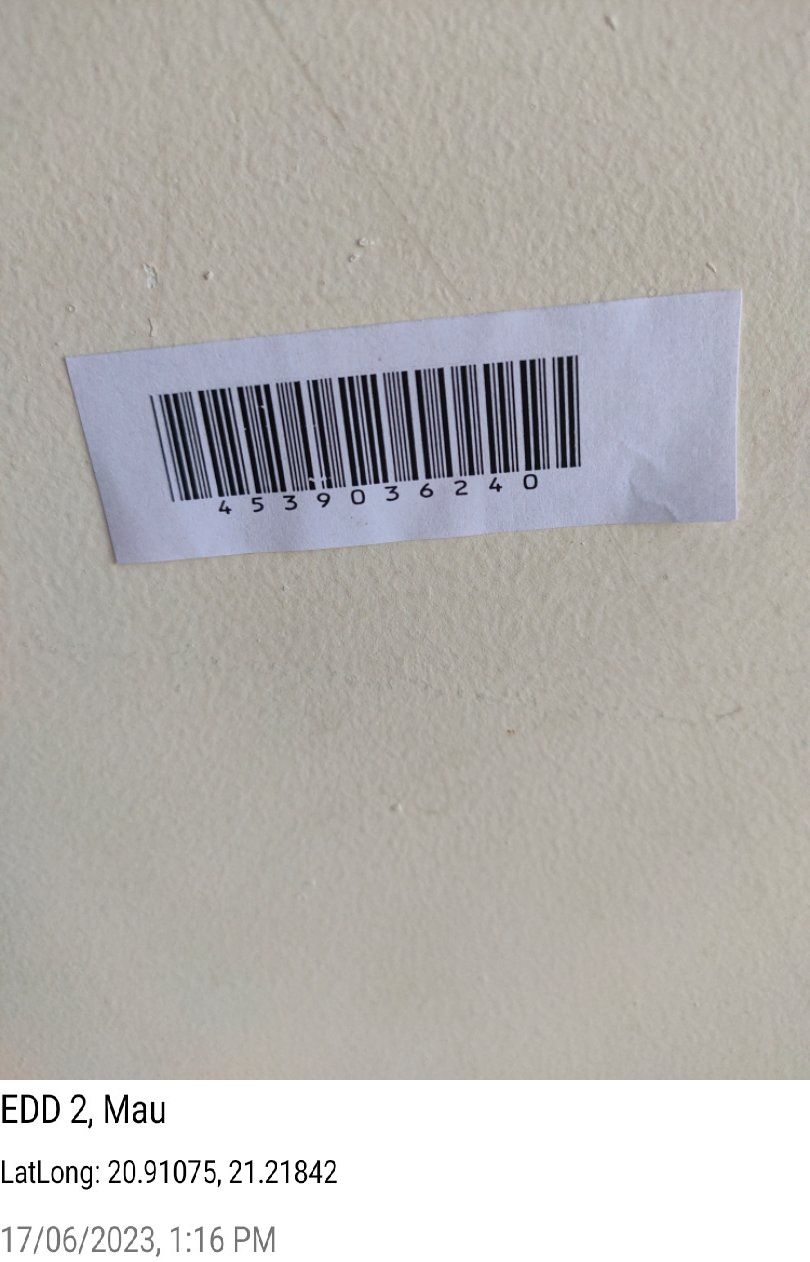 4539036240
EDD 2, Mau
LatLong: 20.91075, 21.21842
17/06/2023, 1:16 PM